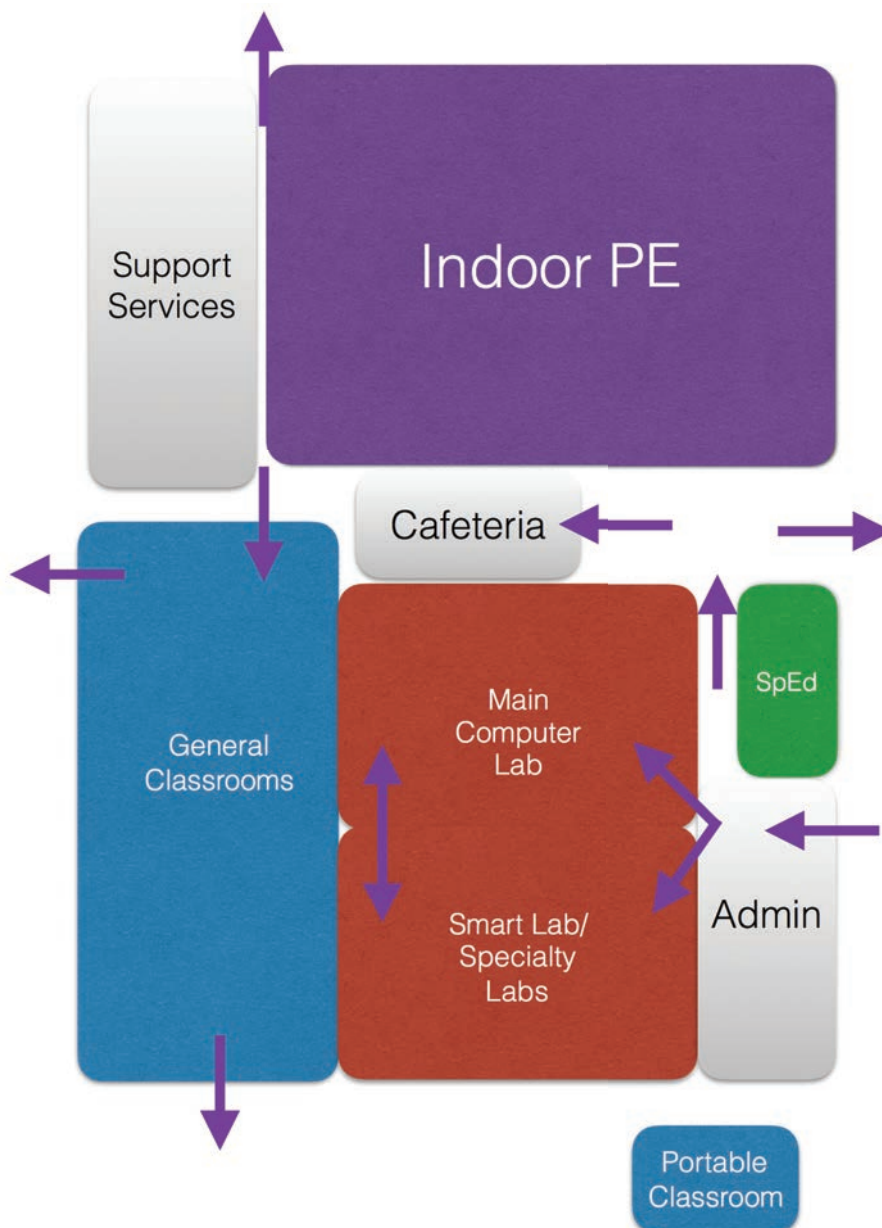 Support
Services
Indoor PE
Cafeteria
SpEd
General
Classrooms
Main
Computer
Lab
Smart Lab/
Specialty
Labs
Admin
Portable
Classroom